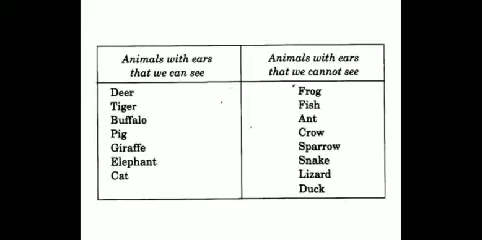 Animals with ears that we can see
Animals with ears that we cannot see
Deer
Tiger
Buffalo
Pig
Giraffe
Elephant
Cat
Frog
Fish
Ant
Crow
Sparrow
Snake
Lizard
Duck